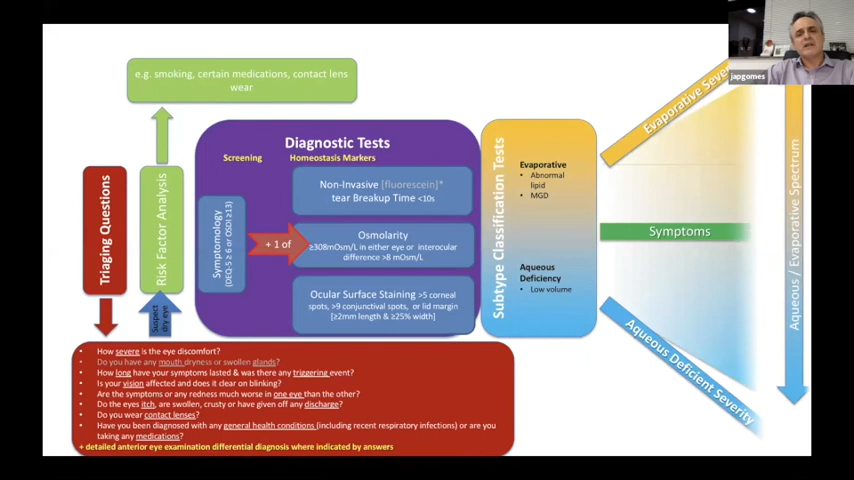 japgomes
e.g. smoking, certain medications, contact lens
wear
Triaging Questions
Risk Factor Analysis
Suspect
dry eye
Diagnostic Tests
Screening
Homeostasis Markers
Symptomology
(DEQ-5 ≥ 6 or OSDI ≥13)
+ 1 of
Non-Invasive [fluorescein]*
tear Breakup Time <10s
Osmolarity
≥308mOsm/L in either eye or interocular
difference >8 mOsm/L
Ocular Surface Staining >5 corneal
spots, >9 conjunctival spots, or lid margin
[≥2mm length & ≥25% width]
Subtype Classification Tests
Evaporative
• Abnormal
lipid
• MGD
Aqueous
Deficiency
• Low volume
Evaporative Seve
Symptoms
Aqueous Deficient Severity
Aqueous / Evaporative Spectrum
• How severe is the eye discomfort?
• Do you have any mouth dryness or swollen glands?
• How long have your symptoms lasted & was there any triggering event?
• Is your vision affected and does it clear on blinking?
• Are the symptoms or any redness much worse in one eye than the other?
• Do the eyes itch, are swollen, crusty or have given off any discharge?
• Do you wear contact lenses?
• Have you been diagnosed with any general health conditions (including recent respiratory infections) or are you
taking any medications?
+ detailed anterior eye examination differential diagnosis where indicated by answers